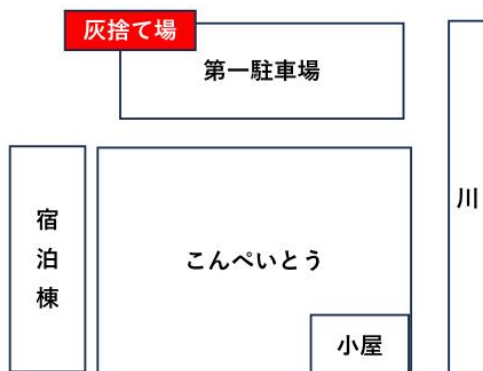 灰捨て場
第一駐車場
宿泊棟
こんぺいとう
川
小屋